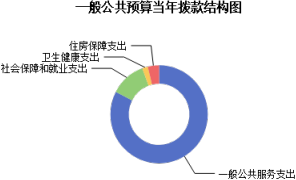 一般公共预算当年拨款结构图
住房保障支出
卫生健康支出
社会保障和就业支出
一般公共服务支出